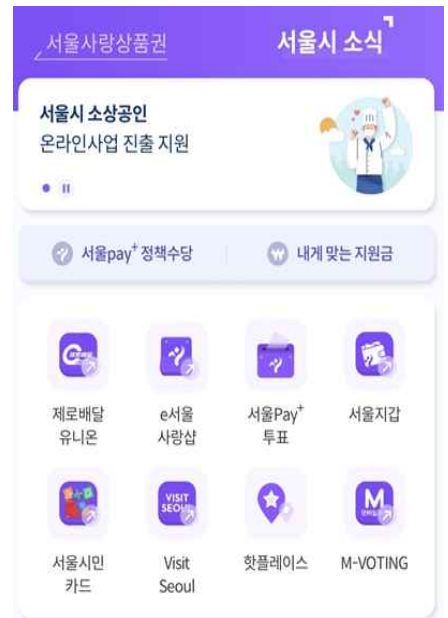 서울사랑상품권 서울시 소식
서울시 소상공인
온라인사업 진출 지원
서울pay+ 정책수당 내게 맞는 지원금
제로배달 유니온
e서울 사랑샵
서울Pay+ 투표
서울지갑
VISIT SEOUL
M
서울시민 카드
Visit Seoul
핫플레이스
M-VOTING